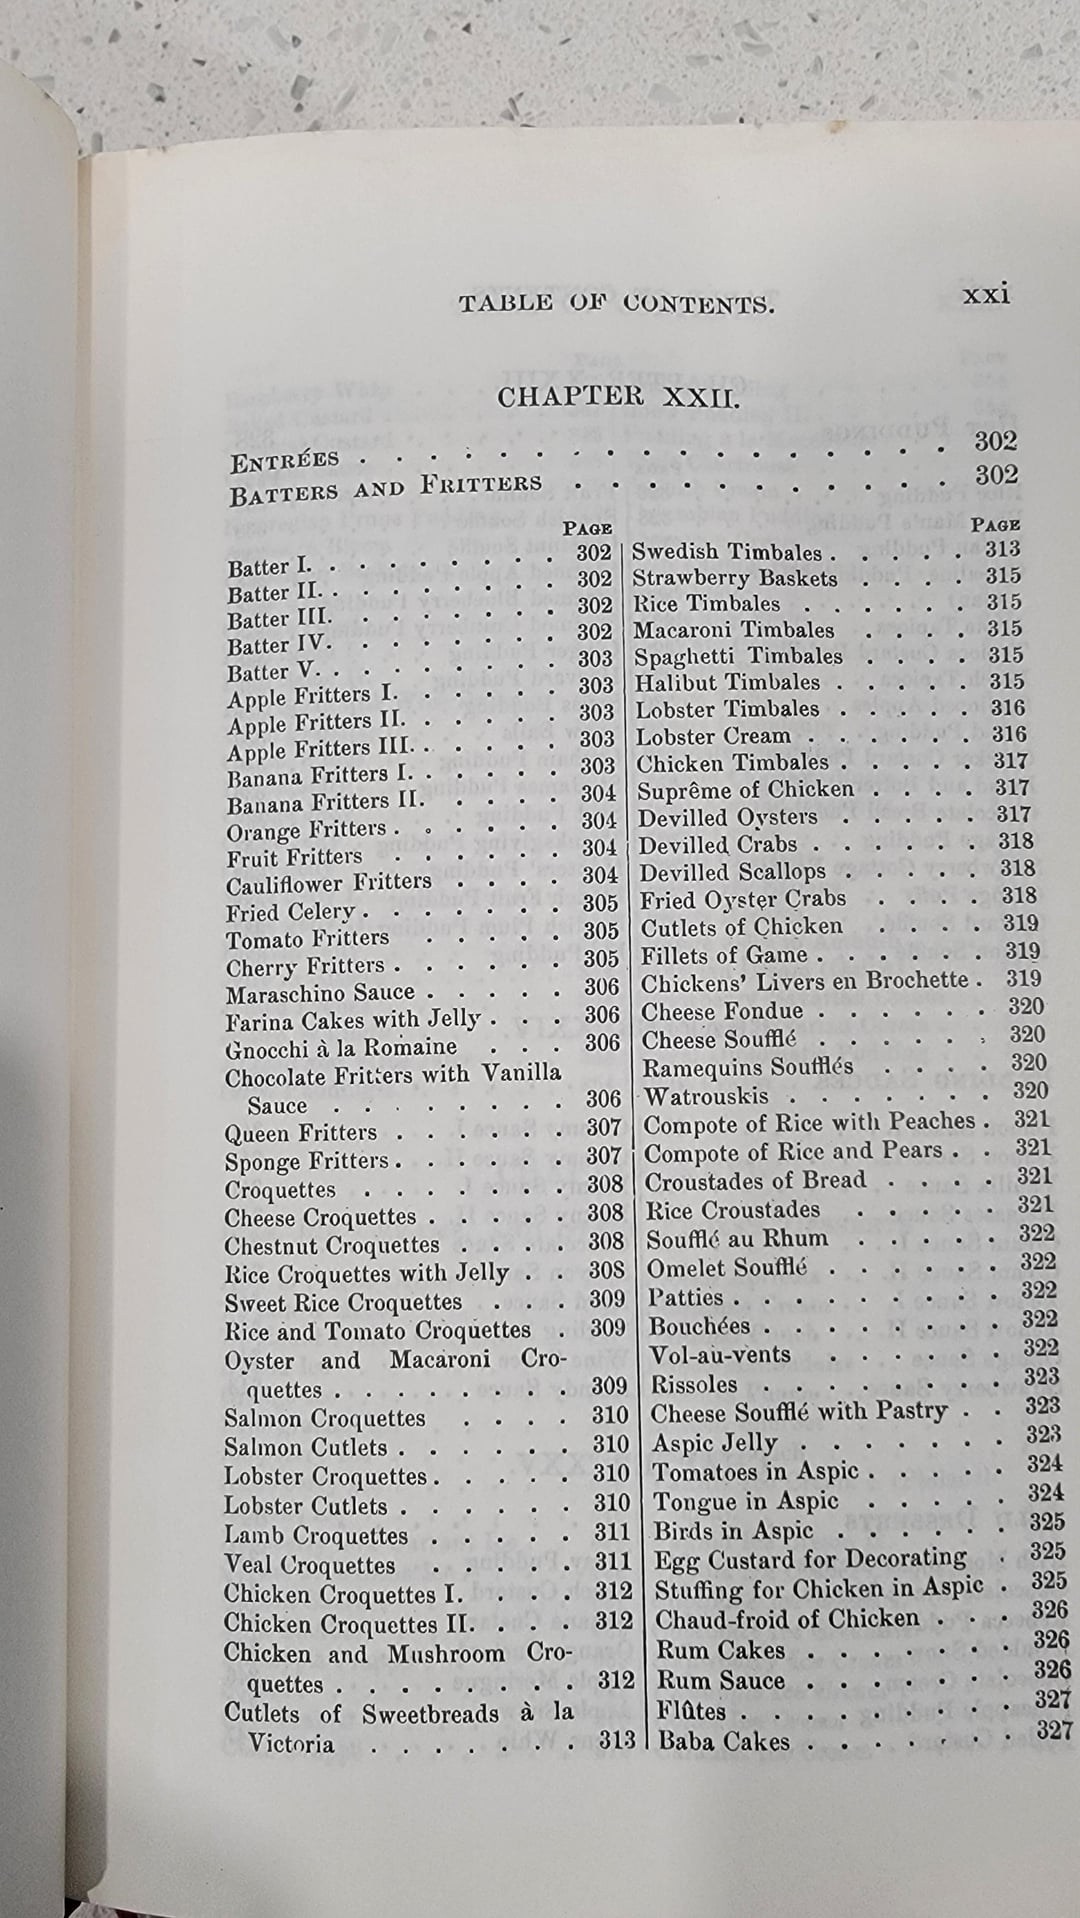 TABLE OF CONTENTS. xxi
CHAPTER XXII.
ENTRÉES . . . . . . . . . . . . . . . . . . . 302
BATTERS AND FRITTERS . . . . . . . . . . . . 302
PAGE
Batter I. . . . . . . . 302
Batter II. . . . . . . . 302
Batter III. . . . . . . . 302
Batter IV. . . . . . . . 302
Batter V. . . . . . . . 303
Apple Fritters I. . . . . . 303
Apple Fritters II. . . . . . 303
Apple Fritters III. . . . . . 303
Banana Fritters I. . . . . . 303
Banana Fritters II. . . . . 304
Orange Fritters . . . . . . 304
Fruit Fritters . . . . . . 304
Cauliflower Fritters . . . . 304
Fried Celery . . . . . . . 305
Tomato Fritters . . . . . 305
Cherry Fritters . . . . . . 305
Maraschino Sauce . . . . . 306
Farina Cakes with Jelly . . . 306
Gnocchi à la Romaine . . . 306
Chocolate Fritters with Vanilla
Sauce . . . . . . . . 306
Queen Fritters . . . . . . 307
Sponge Fritters . . . . . . 307
Croquettes . . . . . . . 308
Cheese Croquettes . . . . . 308
Chestnut Croquettes . . . . 308
Rice Croquettes with Jelly . . 308
Sweet Rice Croquettes . . . 309
Rice and Tomato Croquettes . 309
Oyster and Macaroni Cro-
quettes . . . . . . . . 309
Salmon Croquettes . . . . 310
Salmon Cutlets . . . . . . 310
Lobster Croquettes . . . . . 310
Lobster Cutlets . . . . . . 310
Lamb Croquettes . . . . . 311
Veal Croquettes . . . . . 311
Chicken Croquettes I. . . . 312
Chicken Croquettes II. . . . 312
Chicken and Mushroom Cro-
quettes . . . . . . . . 312
Cutlets of Sweetbreads à la
Victoria . . . . . . . 313
PAGE
Swedish Timbales . . . . . 313
Strawberry Baskets . . . . 315
Rice Timbales . . . . . . 315
Macaroni Timbales . . . . 315
Spaghetti Timbales . . . . 315
Halibut Timbales . . . . . 315
Lobster Timbales . . . . . 316
Lobster Cream . . . . . . 316
Chicken Timbales . . . . . 317
Suprême of Chicken . . . . 317
Devilled Oysters . . . . . 317
Devilled Crabs . . . . . . 318
Devilled Scallops . . . . . 318
Fried Oyster Crabs . . . . 318
Cutlets of Chicken . . . . 319
Fillets of Game . . . . . . 319
Chickens' Livers en Brochette . 319
Cheese Fondue . . . . . . 320
Cheese Soufflé . . . . . . 320
Ramequins Soufflés . . . . 320
Watrouskis . . . . . . . 320
Compote of Rice with Peaches . 321
Compote of Rice and Pears . . 321
Croustades of Bread . . . . 321
Rice Croustades . . . . . 321
Soufflé au Rhum . . . . . 322
Omelet Soufflé . . . . . . 322
Patties . . . . . . . . . 322
Bouchées . . . . . . . . 322
Vol-au-vents . . . . . . 322
Rissoles . . . . . . . . 323
Cheese Soufflé with Pastry . . 323
Aspic Jelly . . . . . . . 323
Tomatoes in Aspic . . . . . 324
Tongue in Aspic . . . . . 324
Birds in Aspic . . . . . . 325
Egg Custard for Decorating . 325
Stuffing for Chicken in Aspic . 325
Chaud-froid of Chicken . . . 326
Rum Cakes . . . . . . . 326
Rum Sauce . . . . . . . 326
Flûtes . . . . . . . . . 327
Baba Cakes . . . . . . . 327